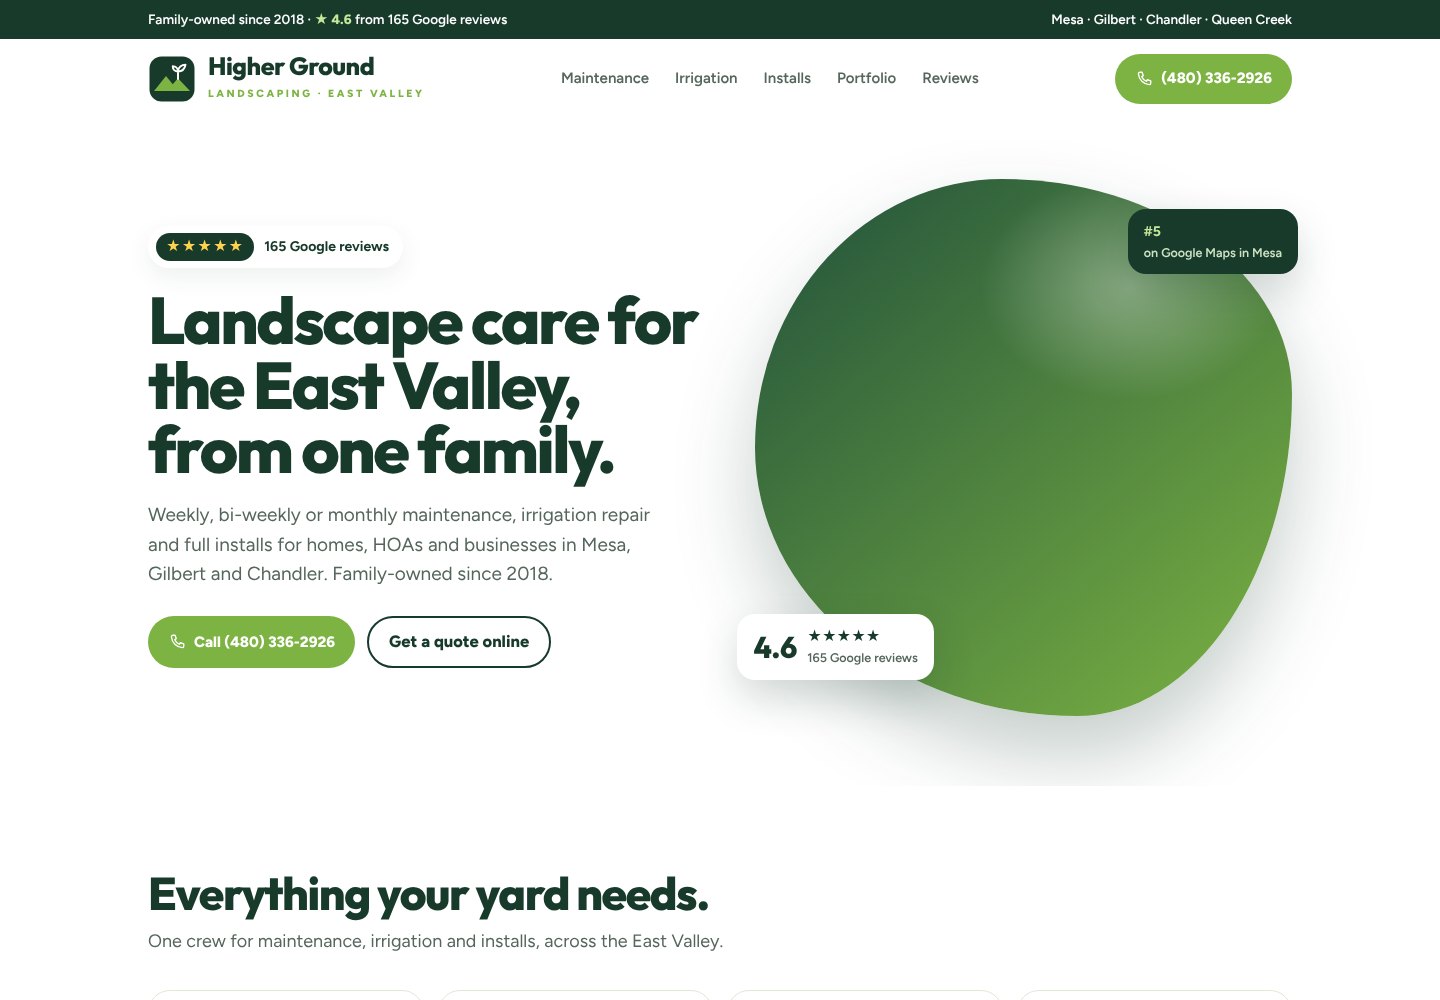 Family-owned since 2018 · ★ 4.6 from 165 Google reviews
Mesa · Gilbert · Chandler · Queen Creek
Higher Ground
LANDSCAPING · EAST VALLEY
Maintenance Irrigation Installs Portfolio Reviews
(480) 336-2926
★★★★★ 165 Google reviews
Landscape care for
the East Valley,
from one family.
Weekly, bi-weekly or monthly maintenance, irrigation repair
and full installs for homes, HOAs and businesses in Mesa,
Gilbert and Chandler. Family-owned since 2018.
Call (480) 336-2926
Get a quote online
#5
on Google Maps in Mesa
4.6
★★★★★
165 Google reviews
Everything your yard needs.
One crew for maintenance, irrigation and installs, across the East Valley.